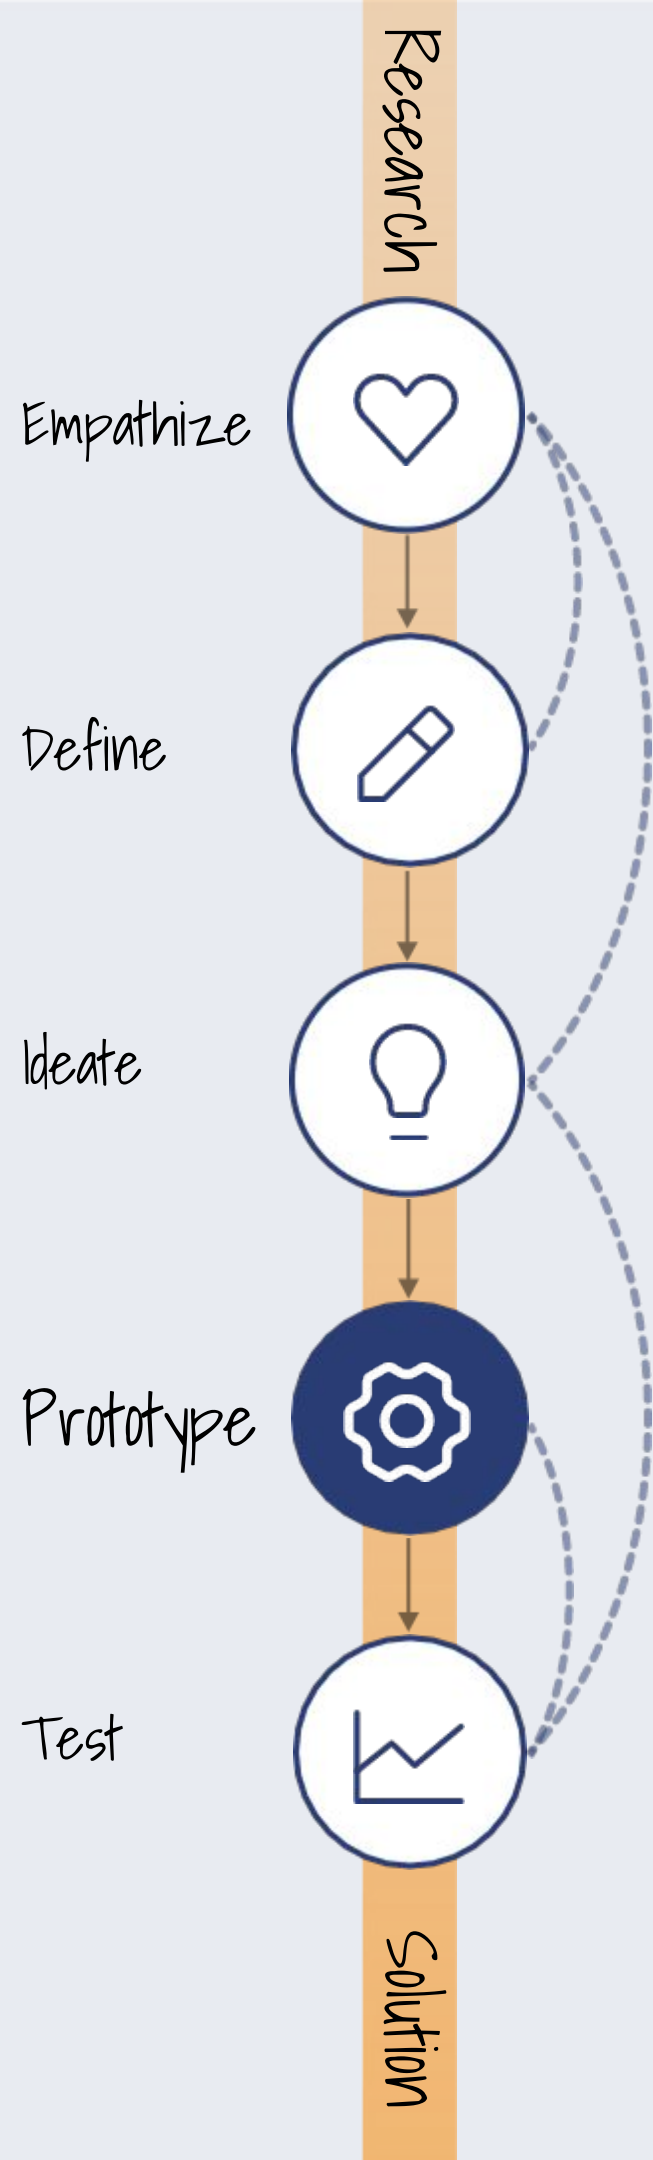 Research
Empathize
Define
Ideate
Prototype
Test
Solution